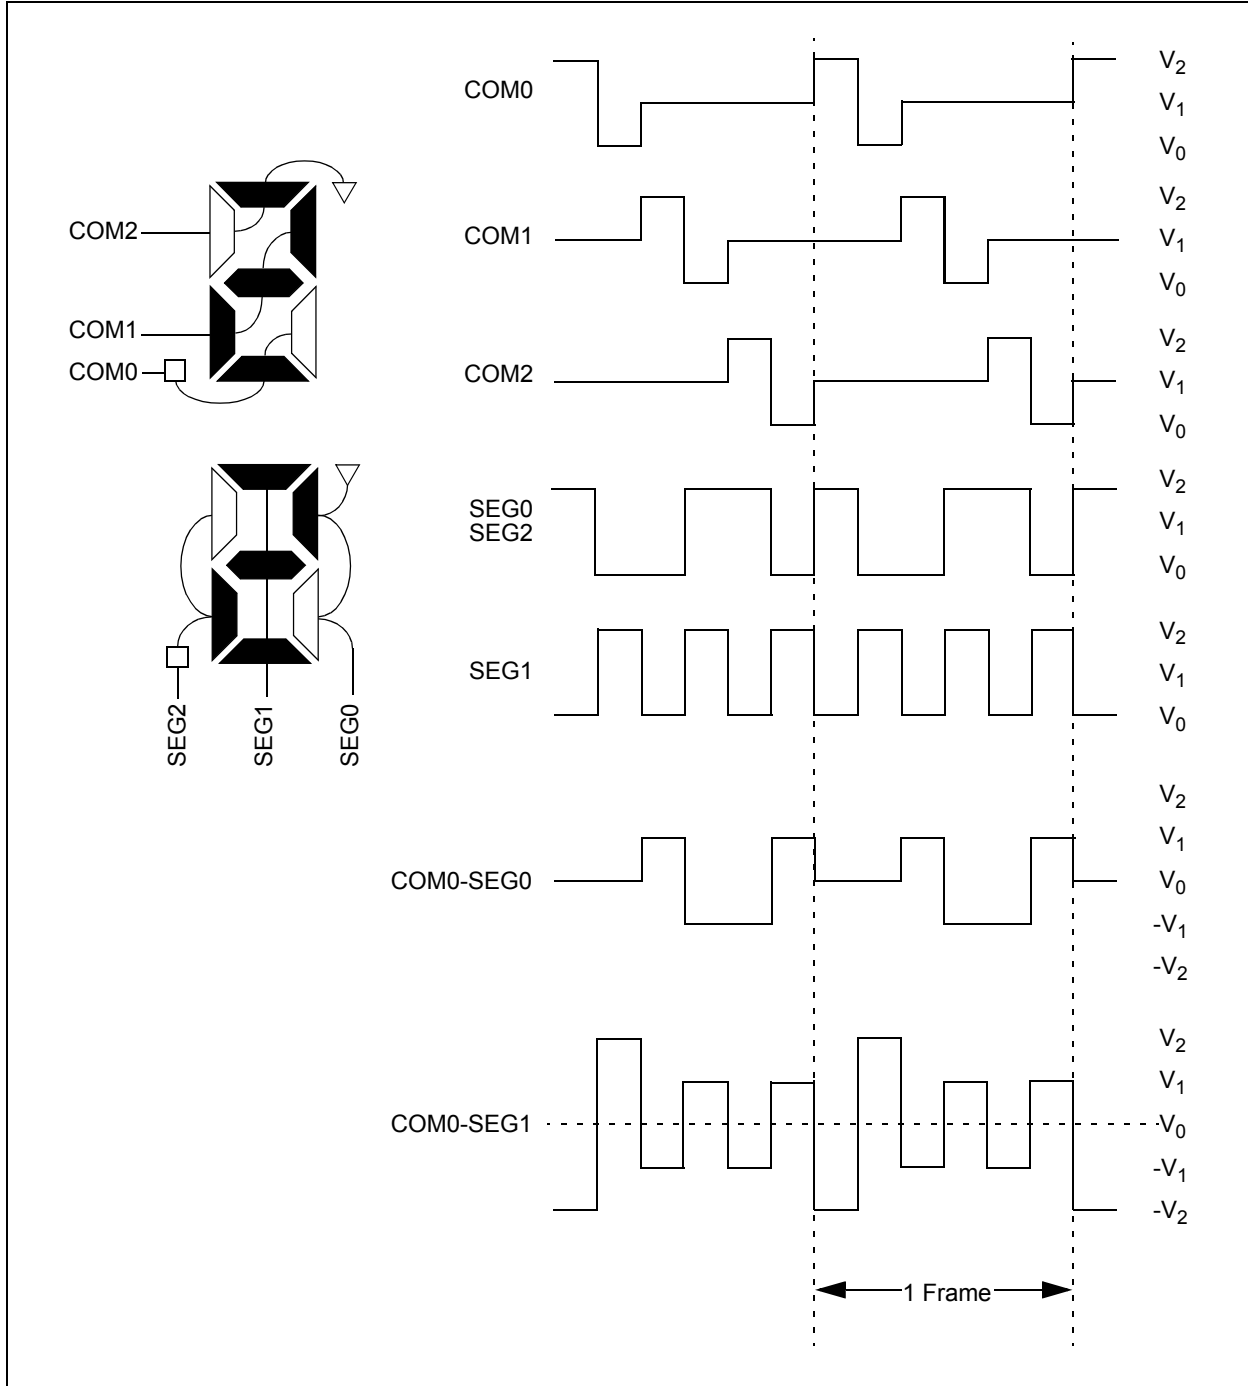 COM0
V2
V1
V0
COM2
COM1
COM0
COM1
V2
V1
V0
COM2
V2
V1
V0
SEG0
SEG2
V2
V1
V0
SEG1
V2
V1
V0
SEG2
SEG1
SEG0
COM0-SEG0
V2
V1
V0
-V1
-V2
COM0-SEG1
V2
V1
V0
-V1
-V2
1 Frame